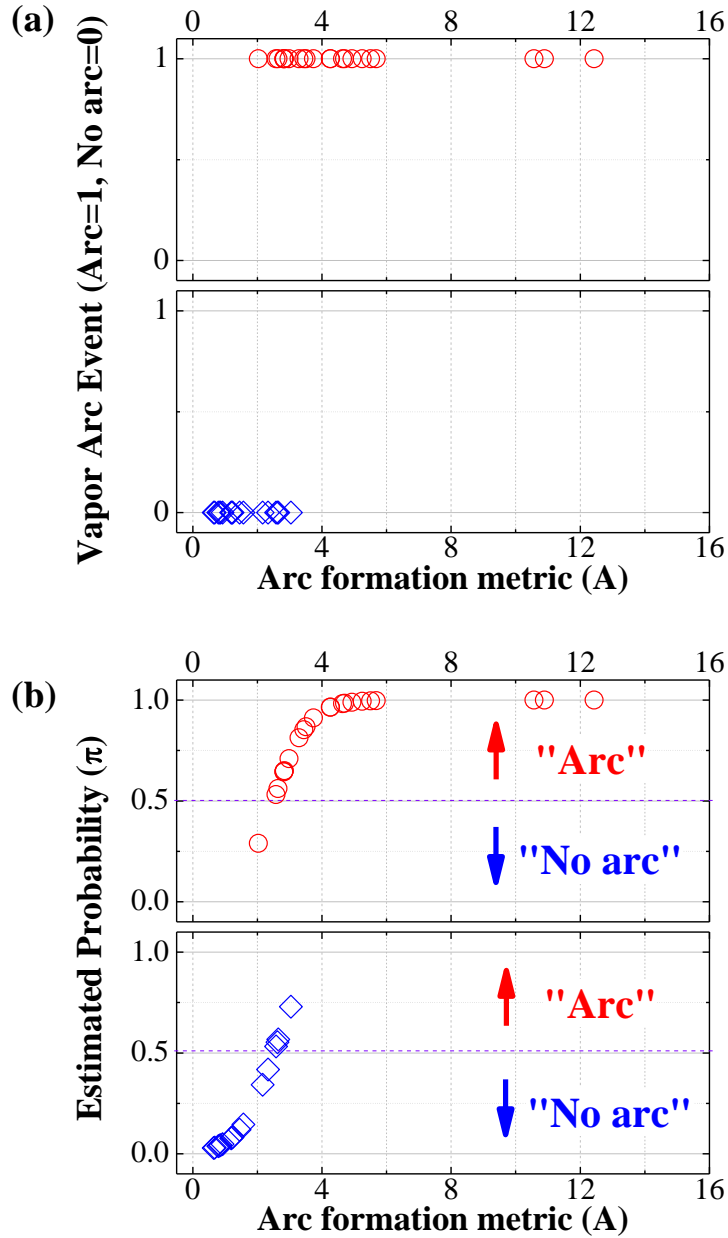 (a)
0 4 8 12 16
Vapor Arc Event (Arc=1, No arc=0)
1
0
1
0
0 4 8 12 16
Arc formation metric (A)
(b)
0 4 8 12 16
Estimated Probability (π)
1.0
"Arc"
0.5
"No arc"
0.0
1.0
"Arc"
0.5
"No arc"
0.0
0 4 8 12 16
Arc formation metric (A)